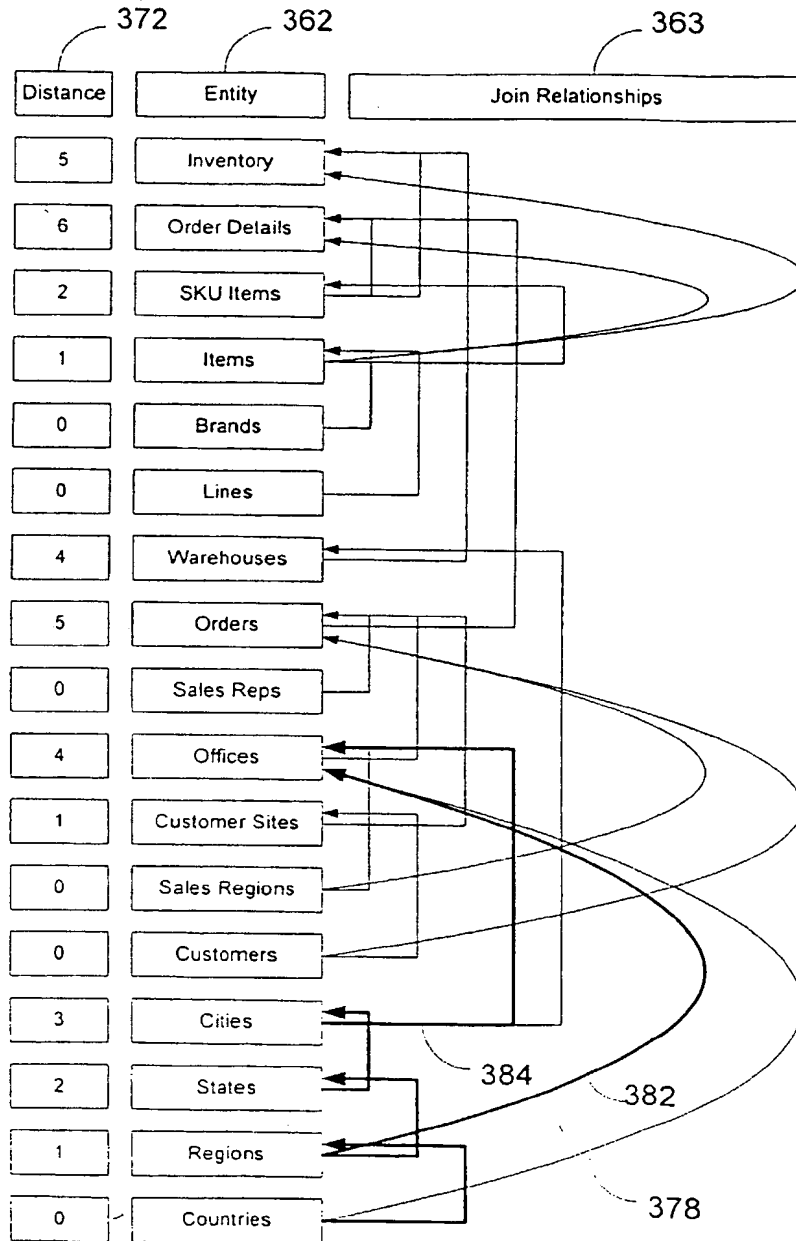 372 362 363
Distance Entity Join Relationships
5 Inventory
6 Order Details
2 SKU Items
1 Items
0 Brands
0 Lines
4 Warehouses
5 Orders
0 Sales Reps
4 Offices
1 Customer Sites
0 Sales Regions
0 Customers
3 Cities
384
2 States
382
1 Regions
378
0 Countries